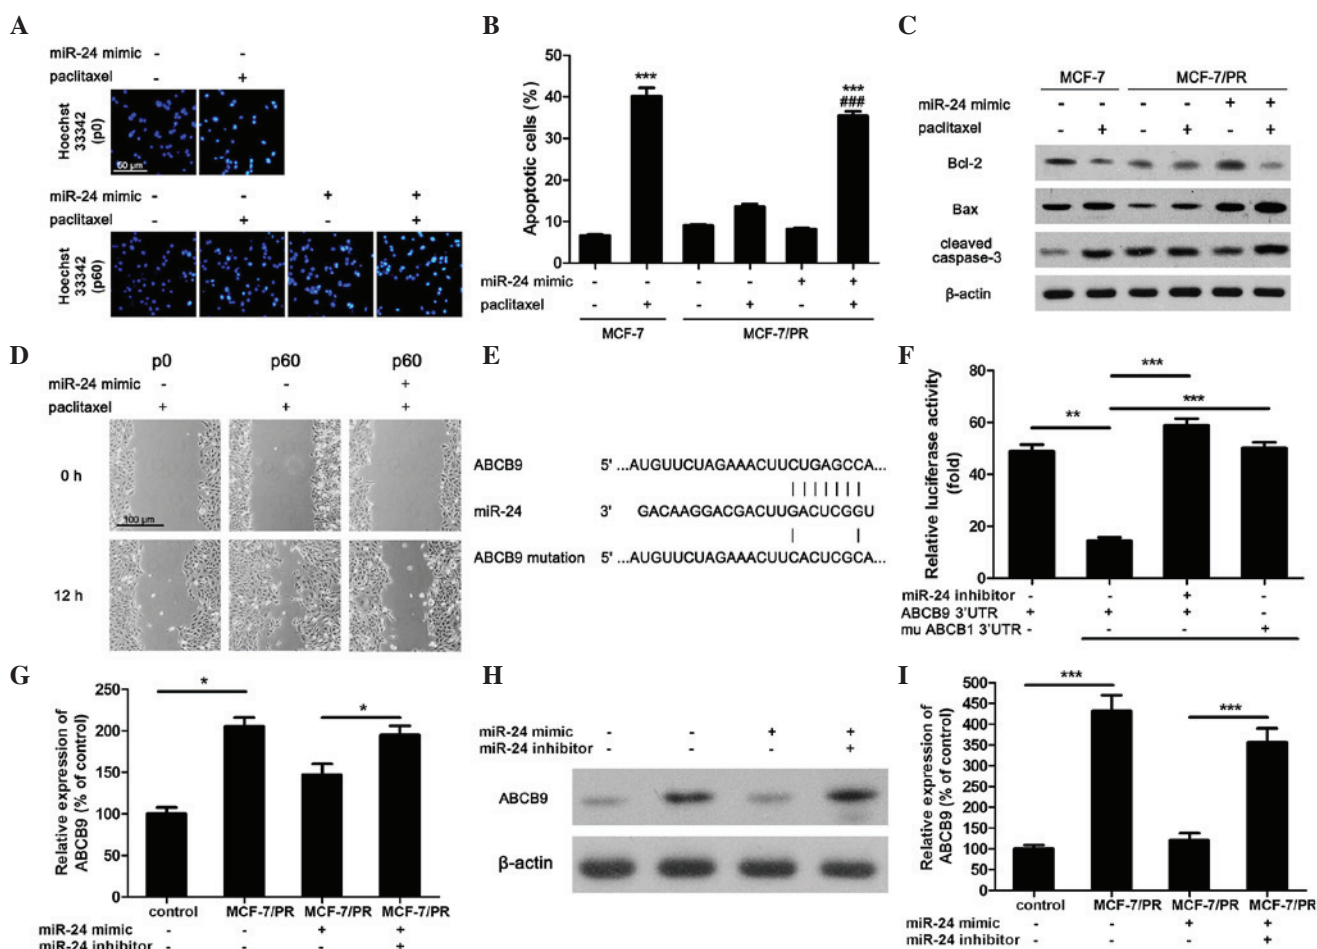 A
miR-24 mimic - -
paclitaxel - +
Hoechst 33342 (p0)
50 µm
miR-24 mimic - - + +
paclitaxel - + - +
Hoechst 33342 (p60)
B
Apoptotic cells (%)
50
40
30
20
10
0
***
***
###
miR-24 mimic - - - - + +
paclitaxel - + - + - +
MCF-7 MCF-7/PR
C
MCF-7 MCF-7/PR
miR-24 mimic - - - - + +
paclitaxel - + - + - +
Bcl-2
Bax
cleaved
caspase-3
β-actin
D
p0 p60 p60
miR-24 mimic - - +
paclitaxel + + +
0 h
100 µm
12 h
E
ABCB9 5' ...AUGUUCUAGAAACUUCUGAGCCA...
miR-24 3' GACAAGGACGACUUGACUCGGU
ABCB9 mutation 5' ...AUGUUCUAGAAACUUCACUCGCA...
F
Relative luciferase activity
(fold)
80
60
40
20
0
***
***
**
miR-24 inhibitor - - + -
ABCB9 3'UTR + + + -
mu ABCB1 3'UTR - - - +
G
Relative expression of
ABCB9 (% of control)
250
200
150
100
50
0
*
*
control MCF-7/PR MCF-7/PR MCF-7/PR
miR-24 mimic - - + +
miR-24 inhibitor - - - +
H
miR-24 mimic - - + +
miR-24 inhibitor - - - +
ABCB9
β-actin
I
Relative expression of
ABCB9 (% of control)
500
450
400
350
300
250
200
150
100
50
0
***
***
control MCF-7/PR MCF-7/PR MCF-7/PR
miR-24 mimic - - + +
miR-24 inhibitor - - - +